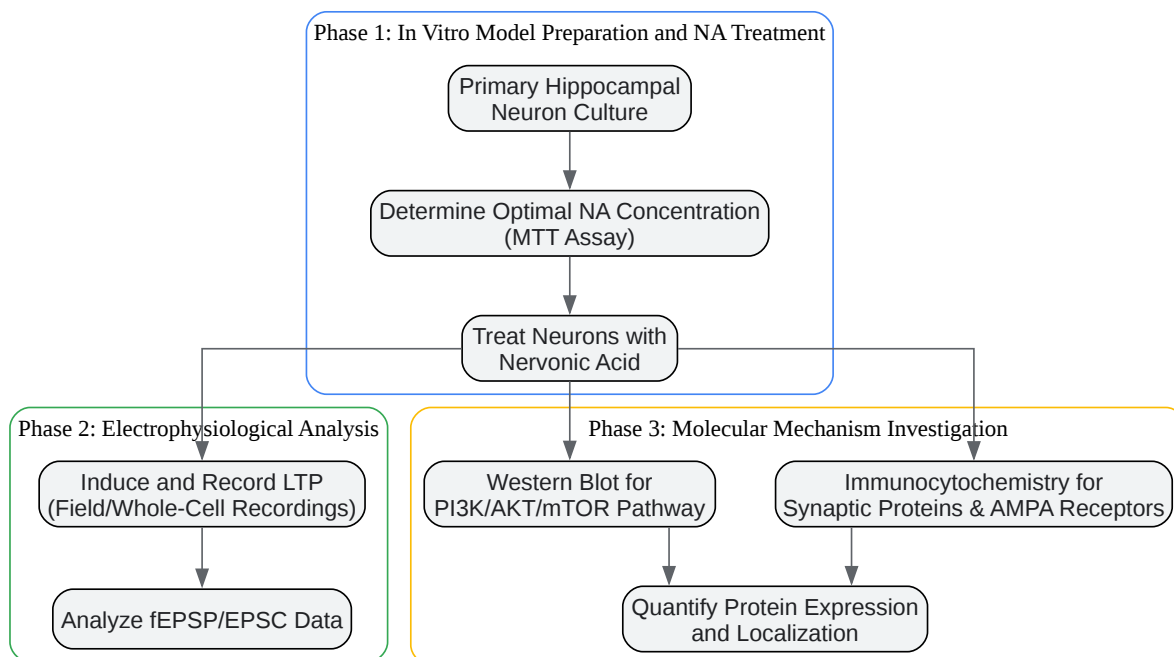 Phase 1: In Vitro Model Preparation and NA Treatment
Primary Hippocampal
Neuron Culture
Determine Optimal NA Concentration
(MTT Assay)
Treat Neurons with
Nervonic Acid
Phase 2: Electrophysiological Analysis
Induce and Record LTP
(Field/Whole-Cell Recordings)
Analyze fEPSP/EPSC Data
Phase 3: Molecular Mechanism Investigation
Western Blot for
PI3K/AKT/mTOR Pathway
Immunocytochemistry for
Synaptic Proteins & AMPA Receptors
Quantify Protein Expression
and Localization